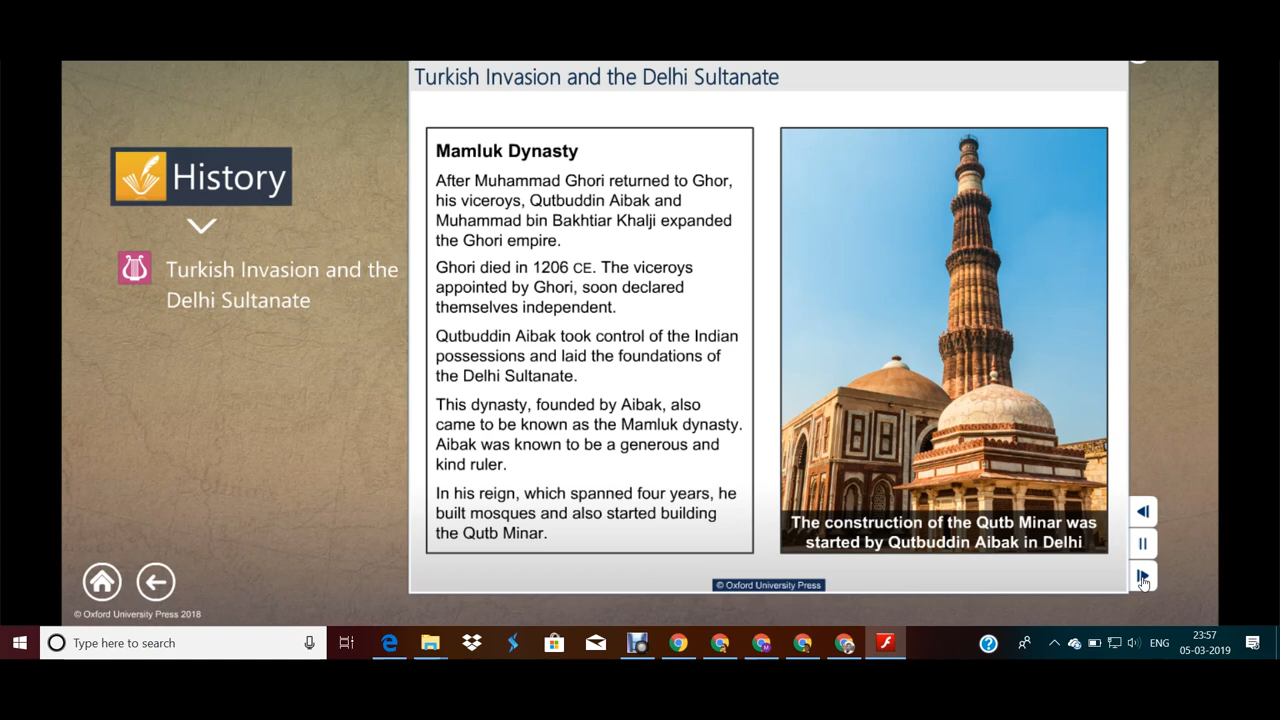 Turkish Invasion and the Delhi Sultanate
History
Turkish Invasion and the
Delhi Sultanate
Mamluk Dynasty
After Muhammad Ghori returned to Ghor,
his viceroys, Qutbuddin Aibak and
Muhammad bin Bakhtiar Khalji expanded
the Ghori empire.
Ghori died in 1206 CE. The viceroys
appointed by Ghori, soon declared
themselves independent.
Qutbuddin Aibak took control of the Indian
possessions and laid the foundations of
the Delhi Sultanate.
This dynasty, founded by Aibak, also
came to be known as the Mamluk dynasty.
Aibak was known to be a generous and
kind ruler.
In his reign, which spanned four years, he
built mosques and also started building
the Qutb Minar.
The construction of the Qutb Minar was
started by Qutbuddin Aibak in Delhi
© Oxford University Press
© Oxford University Press 2018
Type here to search
ENG
23:57
05-03-2019